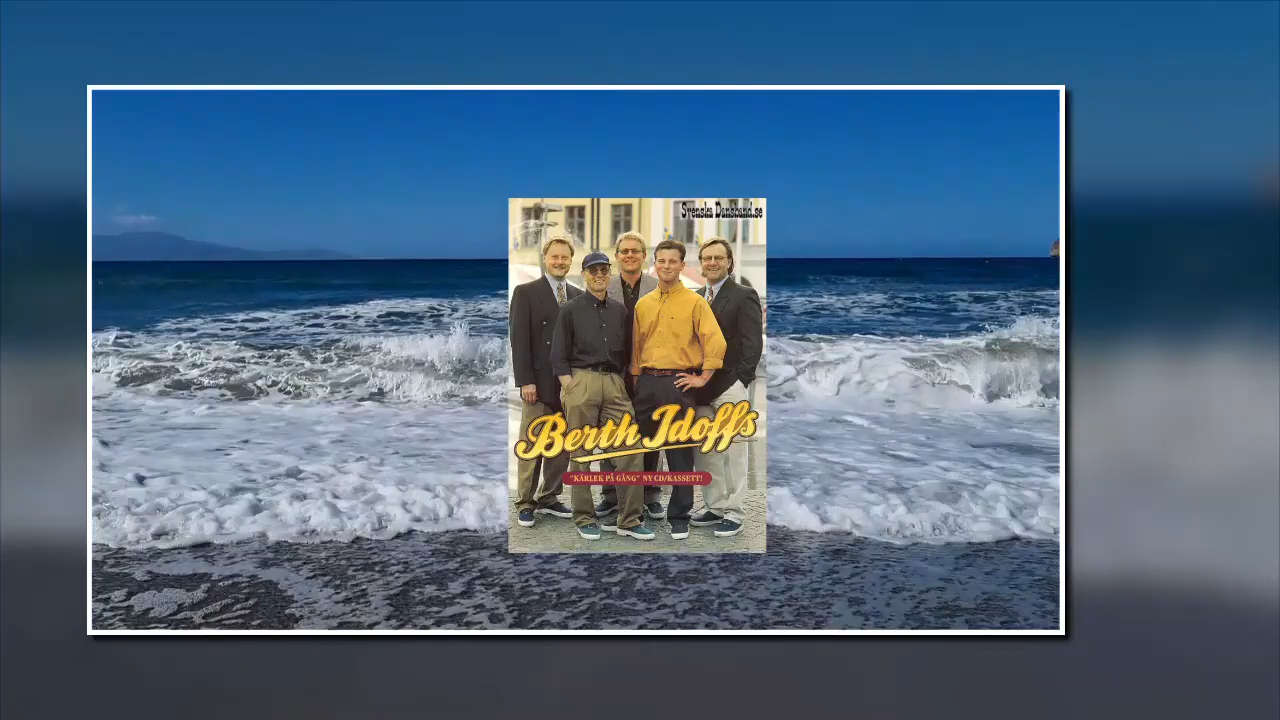 Svenska Dansband.se
Berth Idoffs
"KÄRLEK PÅ GÅNG" NY CD/KASSETT!